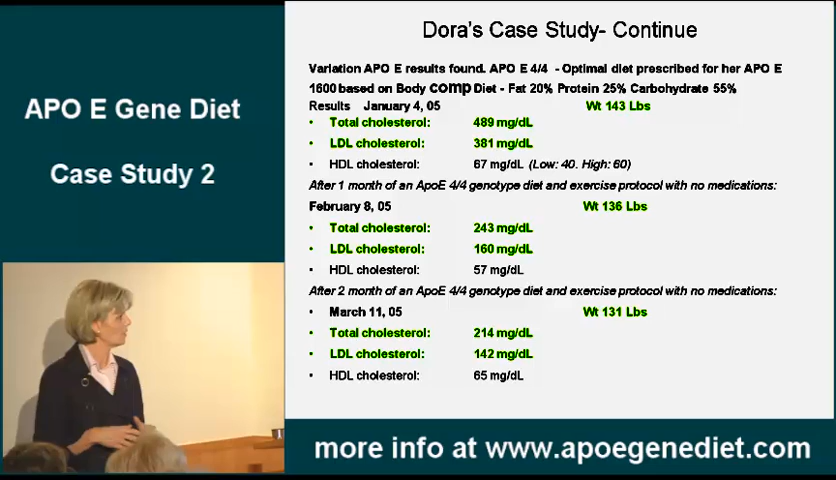 APO E Gene Diet
Case Study 2
Dora's Case Study- Continue
Variation APO E results found. APO E 4/4 - Optimal diet prescribed for her APO E
1600 based on Body comp Diet - Fat 20% Protein 25% Carbohydrate 55%
Results January 4, 05 Wt 143 Lbs
• Total cholesterol: 489 mg/dL
• LDL cholesterol: 381 mg/dL
• HDL cholesterol: 67 mg/dL (Low: 40. High: 60)
After 1 month of an ApoE 4/4 genotype diet and exercise protocol with no medications:
February 8, 05 Wt 136 Lbs
• Total cholesterol: 243 mg/dL
• LDL cholesterol: 160 mg/dL
• HDL cholesterol: 57 mg/dL
After 2 month of an ApoE 4/4 genotype diet and exercise protocol with no medications:
• March 11, 05 Wt 131 Lbs
• Total cholesterol: 214 mg/dL
• LDL cholesterol: 142 mg/dL
• HDL cholesterol: 65 mg/dL
more info at www.apoegenediet.com